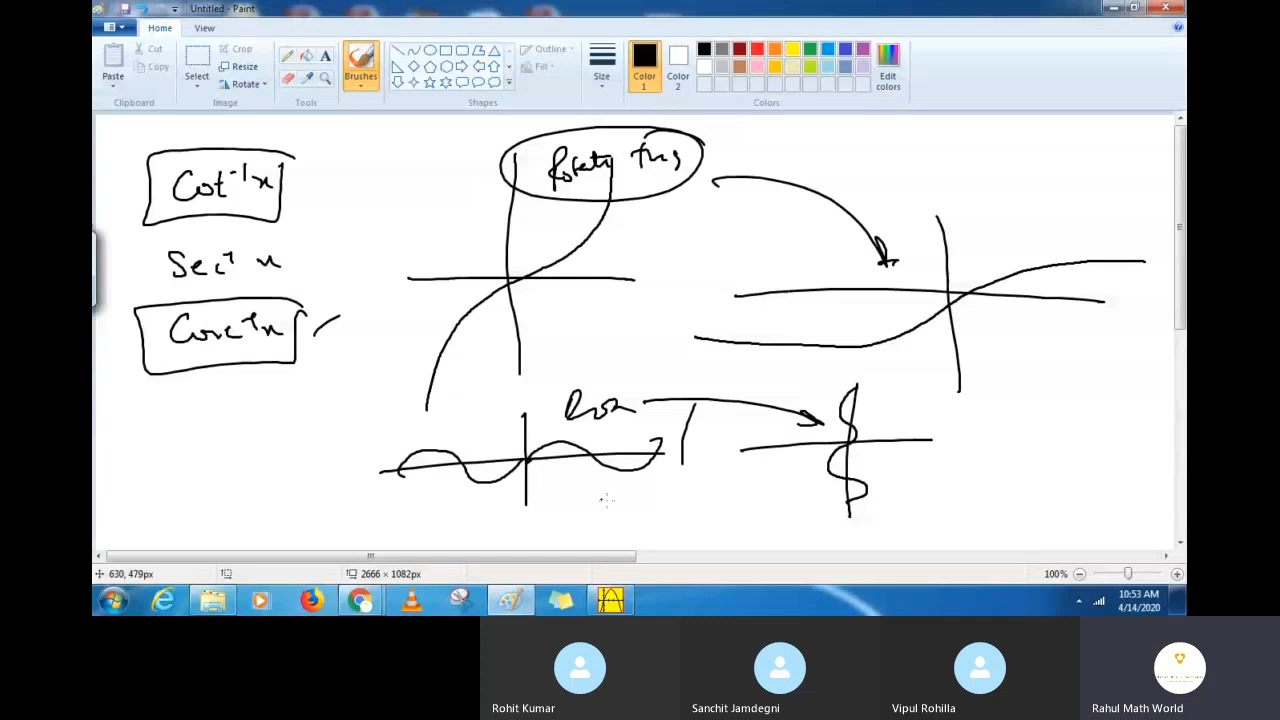 Untitled - Paint
Home
View
Paste
Cut
Copy
Clipboard
Select
Crop
Resize
Rotate
Image
A
Tools
Brushes
Outline
Fill
Shapes
Size
Color 1
Color 2
Edit colors
Colors
Cot⁻¹x
Sec⁻¹ x
Cosec⁻¹x
630, 479px
2666 × 1082px
100%
10:53 AM
4/14/2020
Rohit Kumar
Sanchit Jamdegni
Vipul Rohilla
Rahul Math World